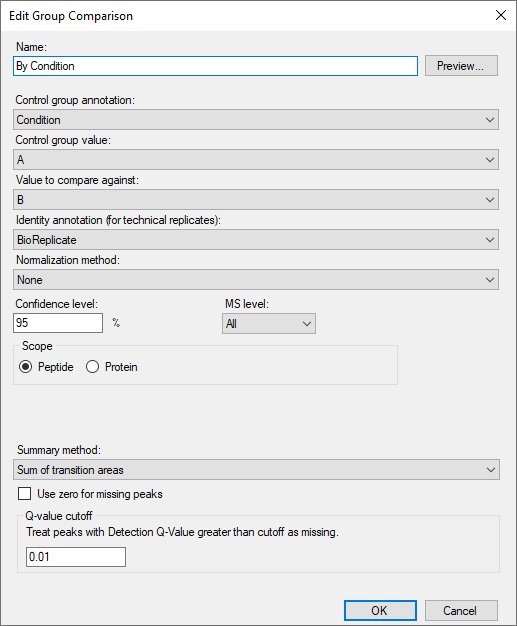 Edit Group Comparison
Name:
By Condition
Preview...
Control group annotation:
Condition
Control group value:
A
Value to compare against:
B
Identity annotation (for technical replicates):
BioReplicate
Normalization method:
None
Confidence level:
MS level:
95 %
All
Scope
Peptide Protein
Summary method:
Sum of transition areas
Use zero for missing peaks
Q-value cutoff
Treat peaks with Detection Q-Value greater than cutoff as missing.
0.01
OK Cancel